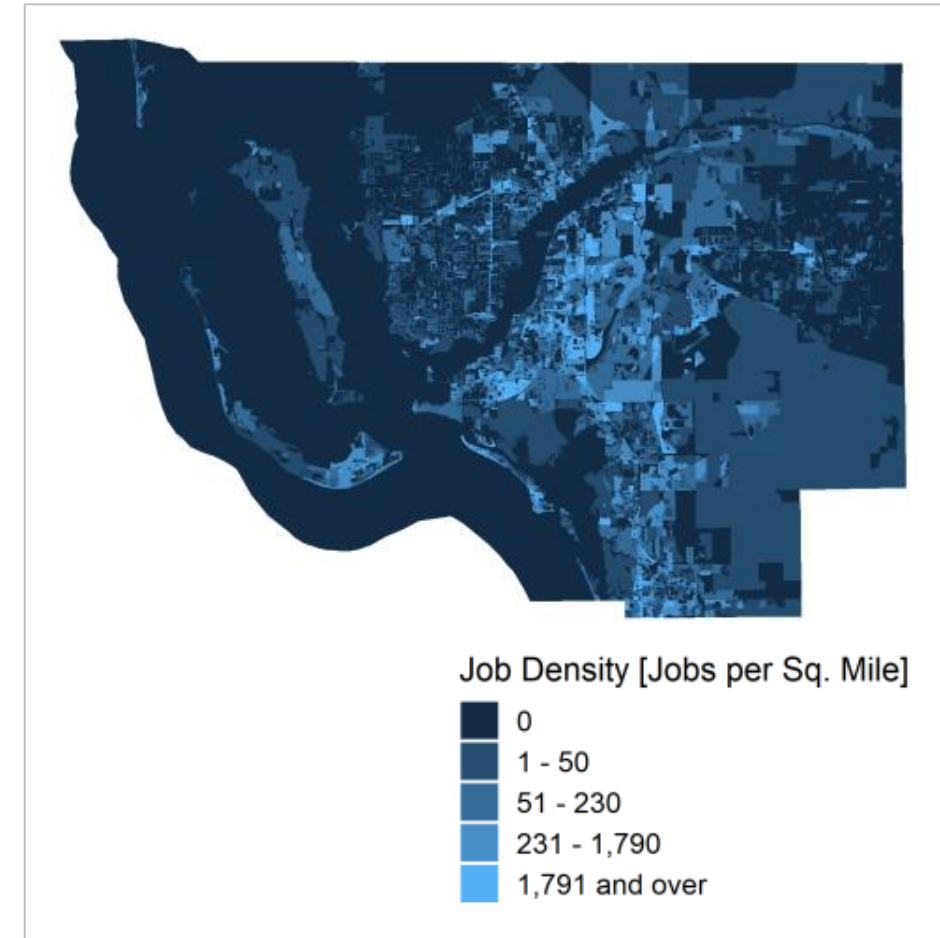 Job Density [Jobs per Sq. Mile]
0
1 - 50
51 - 230
231 - 1,790
1,791 and over